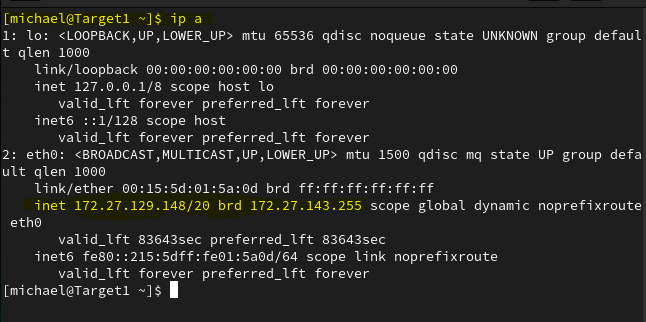 [michael@Target1 ~]$ ip a
1: lo: <LOOPBACK,UP,LOWER_UP> mtu 65536 qdisc noqueue state UNKNOWN group defaul
t qlen 1000
    link/loopback 00:00:00:00:00:00 brd 00:00:00:00:00:00
    inet 127.0.0.1/8 scope host lo
       valid_lft forever preferred_lft forever
    inet6 ::1/128 scope host
       valid_lft forever preferred_lft forever
2: eth0: <BROADCAST,MULTICAST,UP,LOWER_UP> mtu 1500 qdisc mq state UP group defa
ult qlen 1000
    link/ether 00:15:5d:01:5a:0d brd ff:ff:ff:ff:ff:ff
    inet 172.27.129.148/20 brd 172.27.143.255 scope global dynamic noprefixroute
 eth0
       valid_lft 83643sec preferred_lft 83643sec
    inet6 fe80::215:5dff:fe01:5a0d/64 scope link noprefixroute
       valid_lft forever preferred_lft forever
[michael@Target1 ~]$